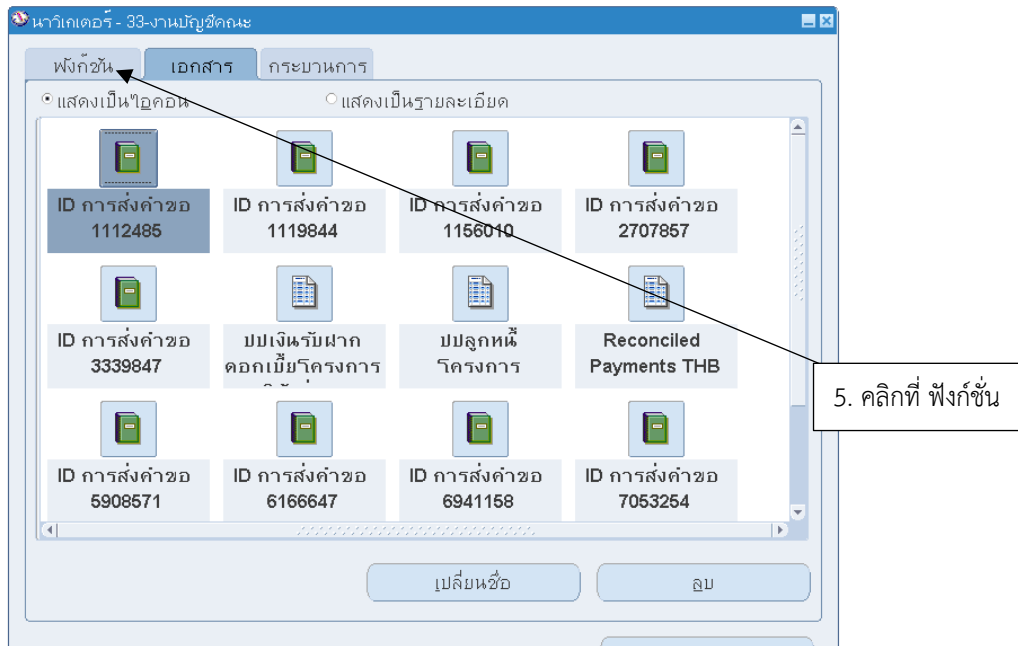 นาวิเกเตอร์ - 33-งานบัญชีคณะ
ฟังก์ชัน เอกสาร กระบวนการ
แสดงเป็นไอคอน แสดงเป็นรายละเอียด
ID การส่งคำขอ ID การส่งคำขอ ID การส่งคำขอ ID การส่งคำขอ
1112485 1119844 1156010 2707857
ID การส่งคำขอ ปปเงินรับฝาก ปปลูกหนี้ Reconciled
3339847 ดอกเบี้ยโครงการ โครงการ Payments THB
5. คลิกที่ ฟังก์ชั่น
ID การส่งคำขอ ID การส่งคำขอ ID การส่งคำขอ ID การส่งคำขอ
5908571 6166647 6941158 7053254
เปลี่ยนชื่อ ลบ